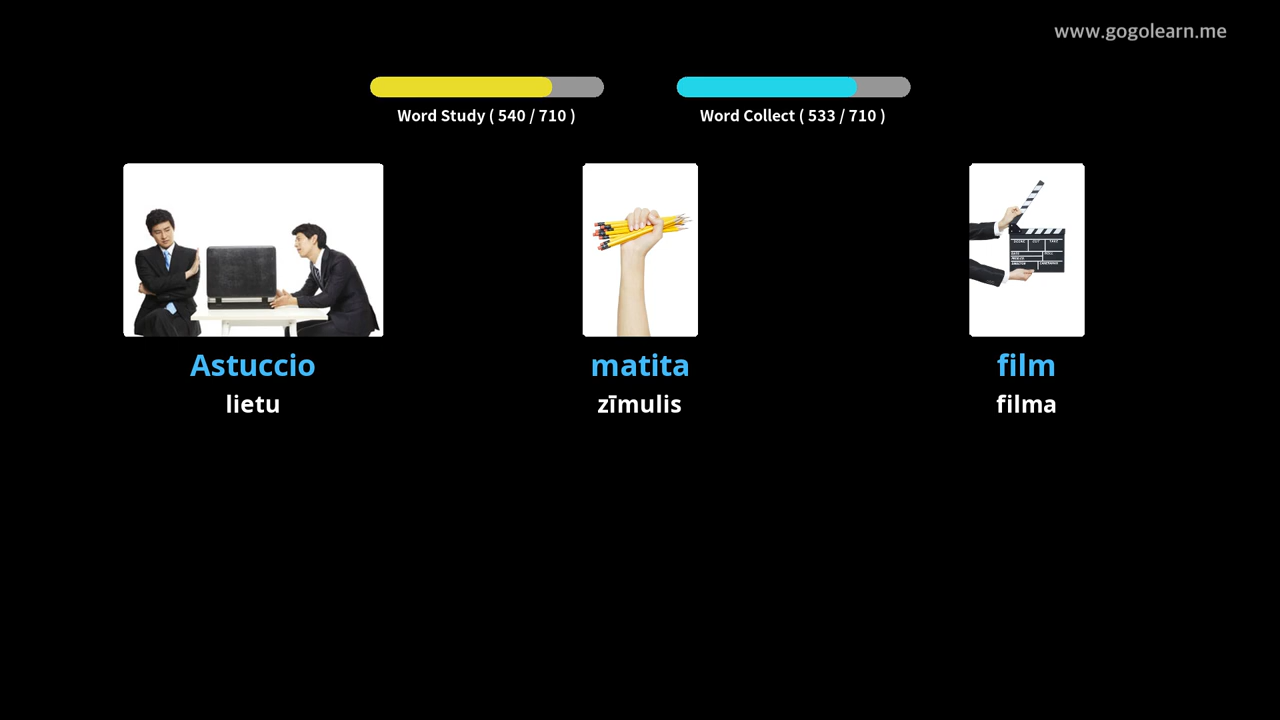 www.gogolearn.me
Word Study ( 540 / 710 )
Word Collect ( 533 / 710 )
Astuccio
lietu
matita
zīmulis
film
filma